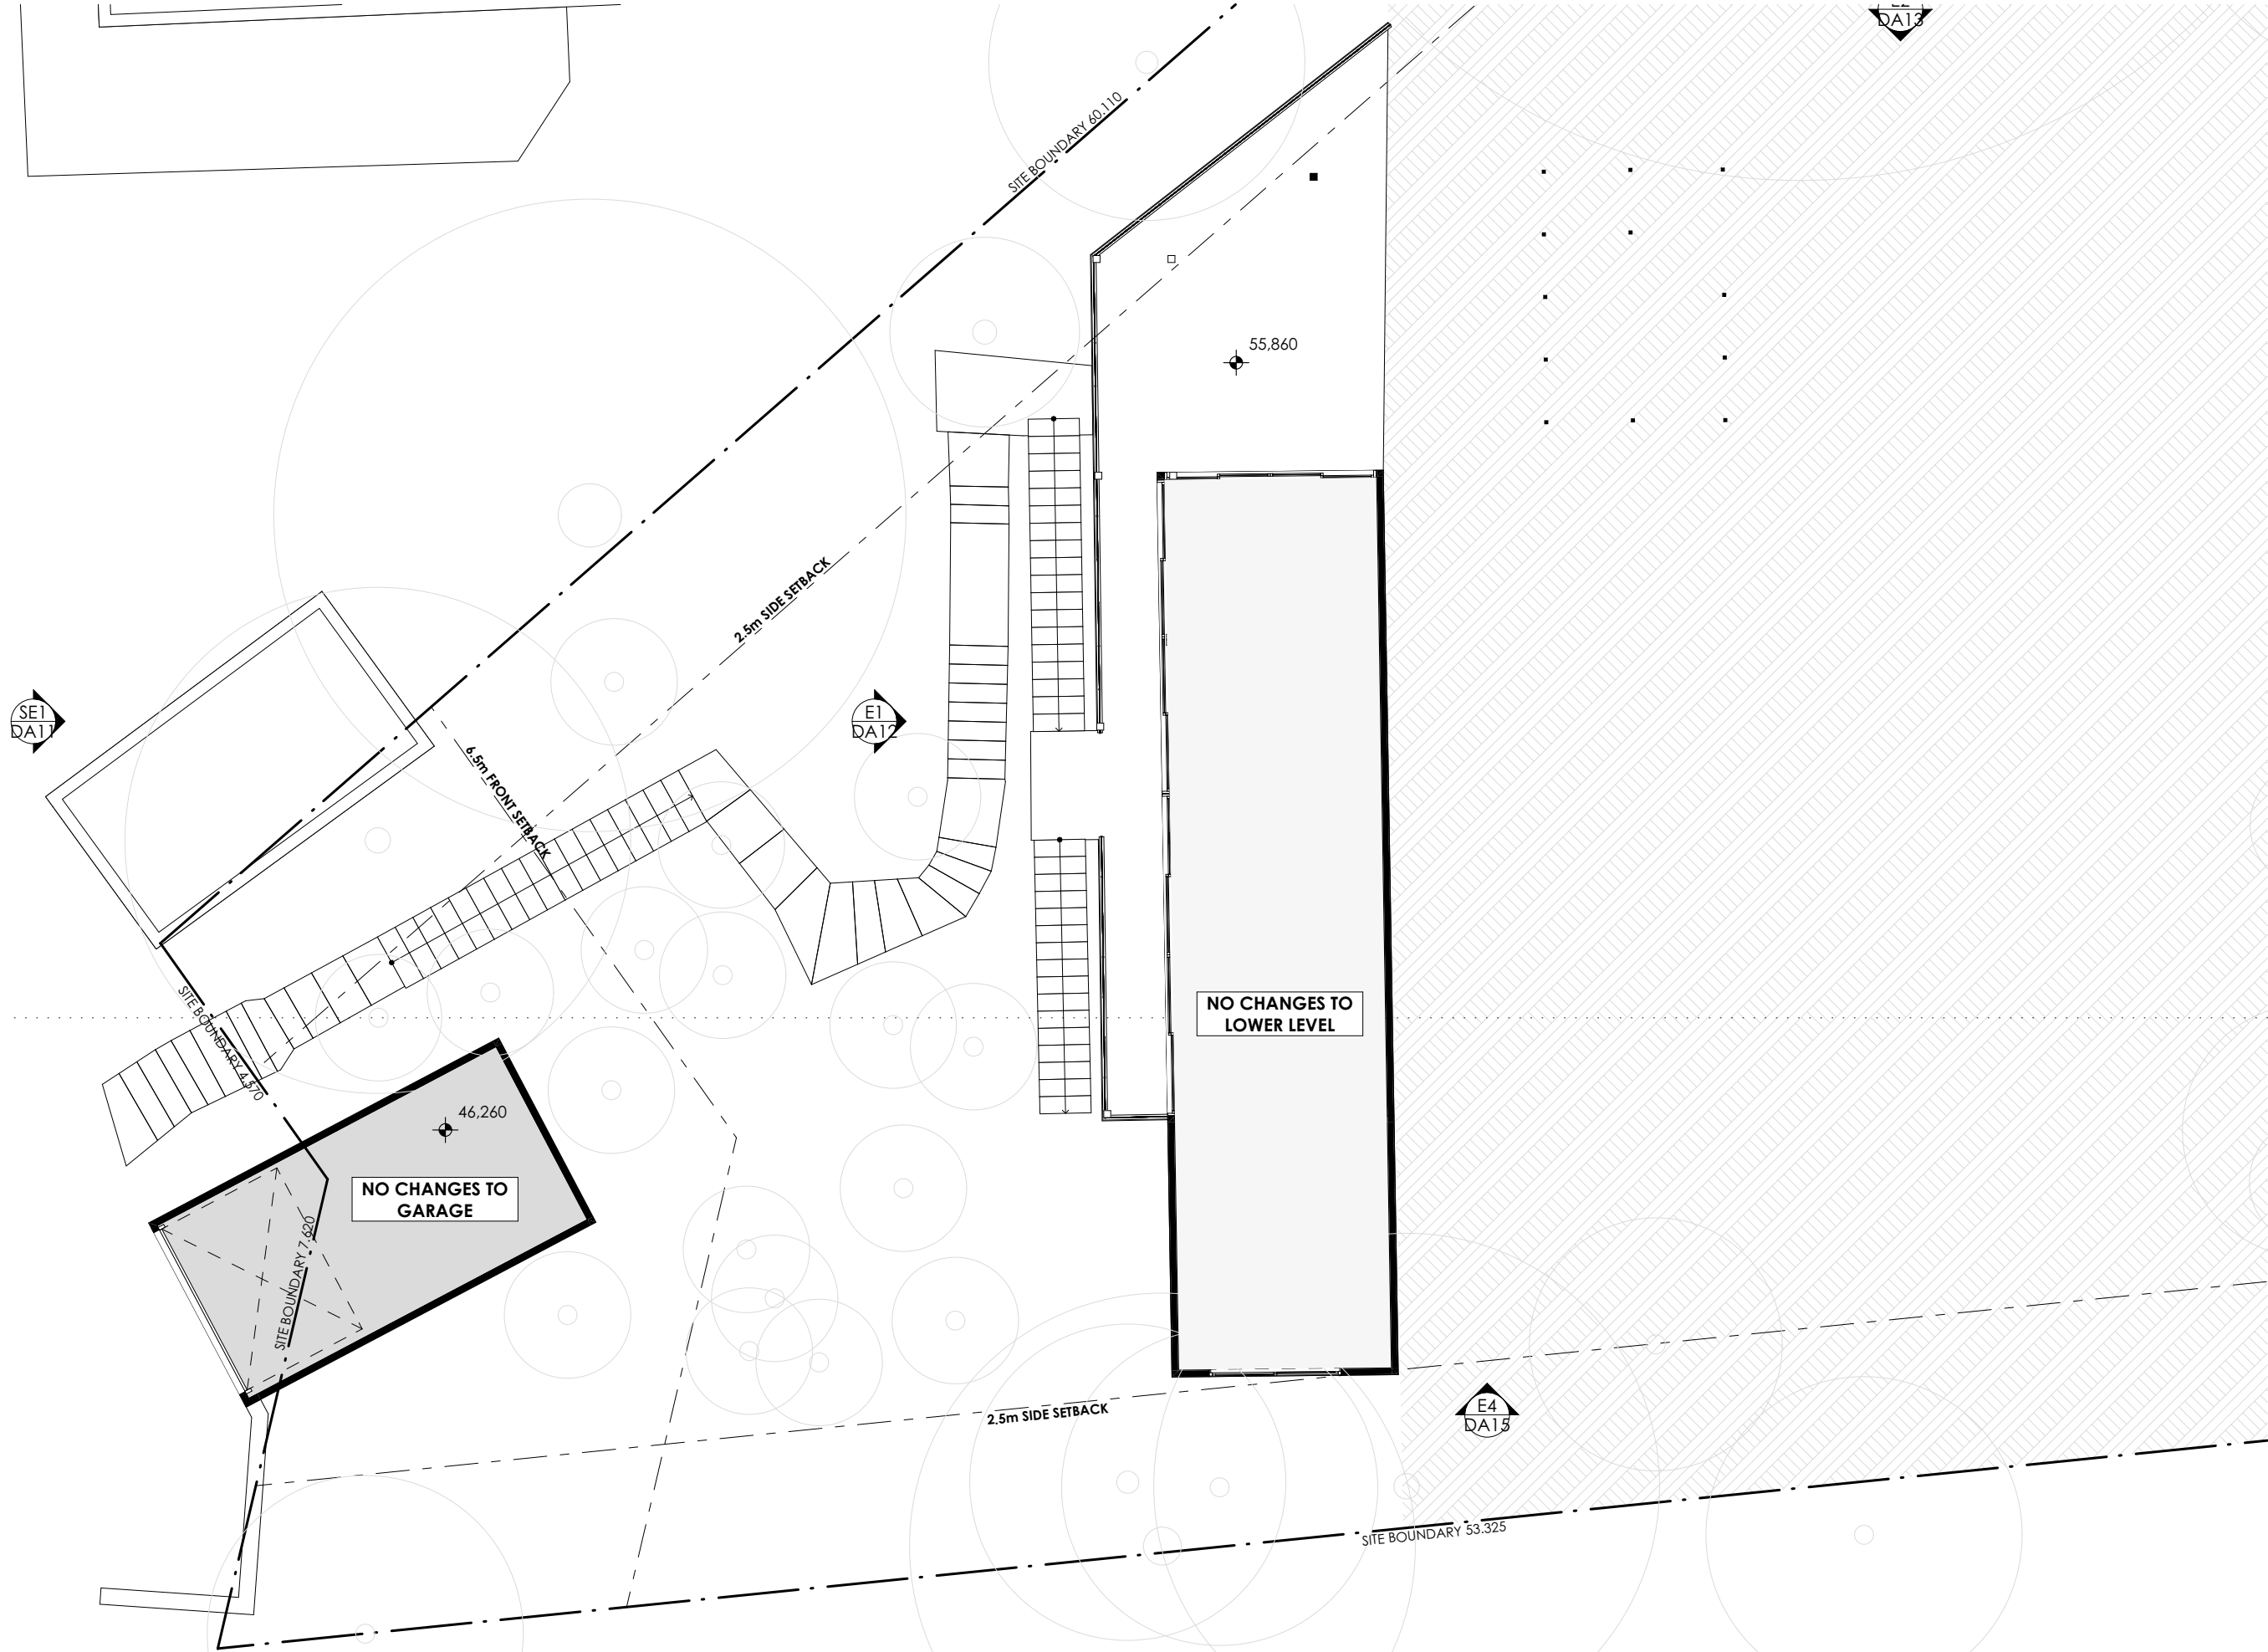 E2
DA13
SITE BOUNDARY 60.110
55,860
2.5m SIDE SETBACK
SE1
DA11
E1
DA12
6.5m FRONT SETBACK
NO CHANGES TO
LOWER LEVEL
SITE BOUNDARY 4.570
46,260
NO CHANGES TO
GARAGE
SITE BOUNDARY 7.620
2.5m SIDE SETBACK
E4
DA15
SITE BOUNDARY 53.325